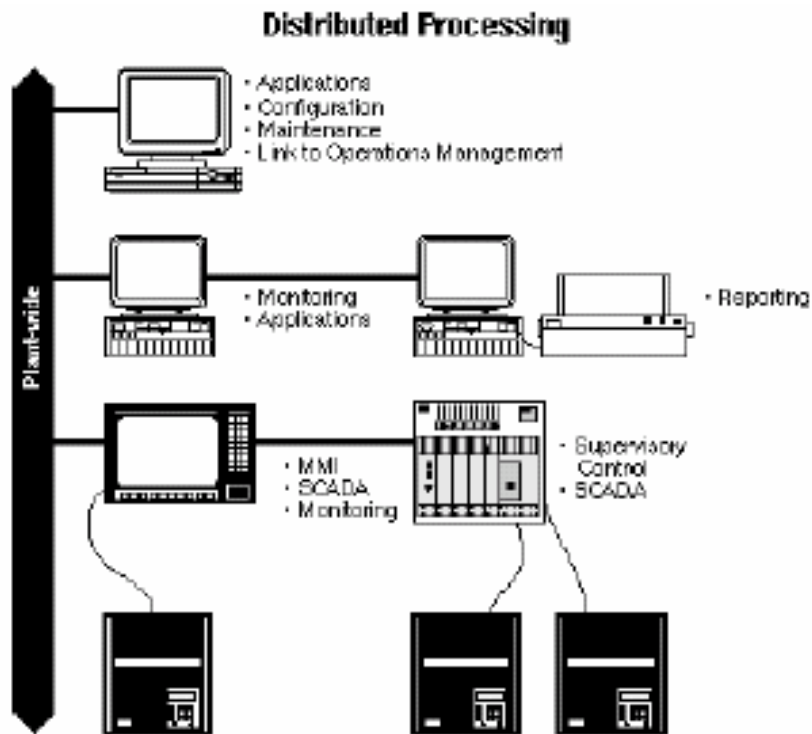 Distributed Processing
• Applications
• Configuration
• Maintenance
• Link to Operations Management
Plant-wide
• Monitoring
• Applications
• Reporting
• MMI
• SCADA
• Monitoring
• Supervisory
Control
• SCADA